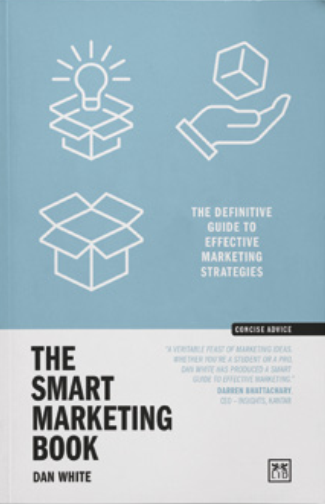 THE DEFINITIVE
GUIDE TO
EFFECTIVE
MARKETING
STRATEGIES
CONCISE ADVICE
THE
SMART
MARKETING
BOOK
DAN WHITE
"A VERITABLE FEAST OF MARKETING IDEAS.
WHETHER YOU'RE A STUDENT OR A PRO,
DAN WHITE HAS PRODUCED A SMART
GUIDE TO EFFECTIVE MARKETING."
DARREN BHATTACHARY
CEO – INSIGHTS, KANTAR
LID